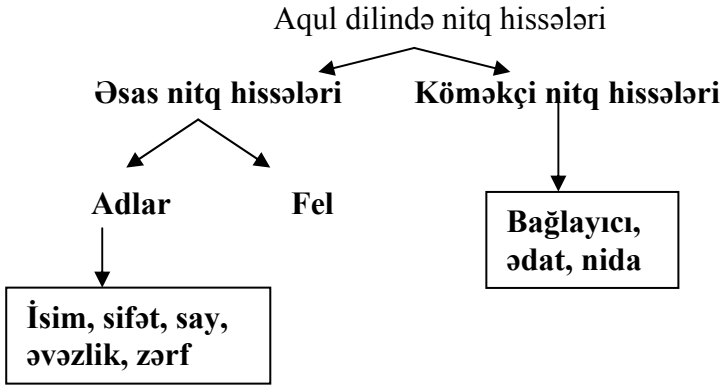 Aqul dilində nitq hissələri
Əsas nitq hissələri
Köməkçi nitq hissələri
Adlar
Fel
Bağlayıcı,
ədat, nida
İsim, sifət, say,
əvəzlik, zərf